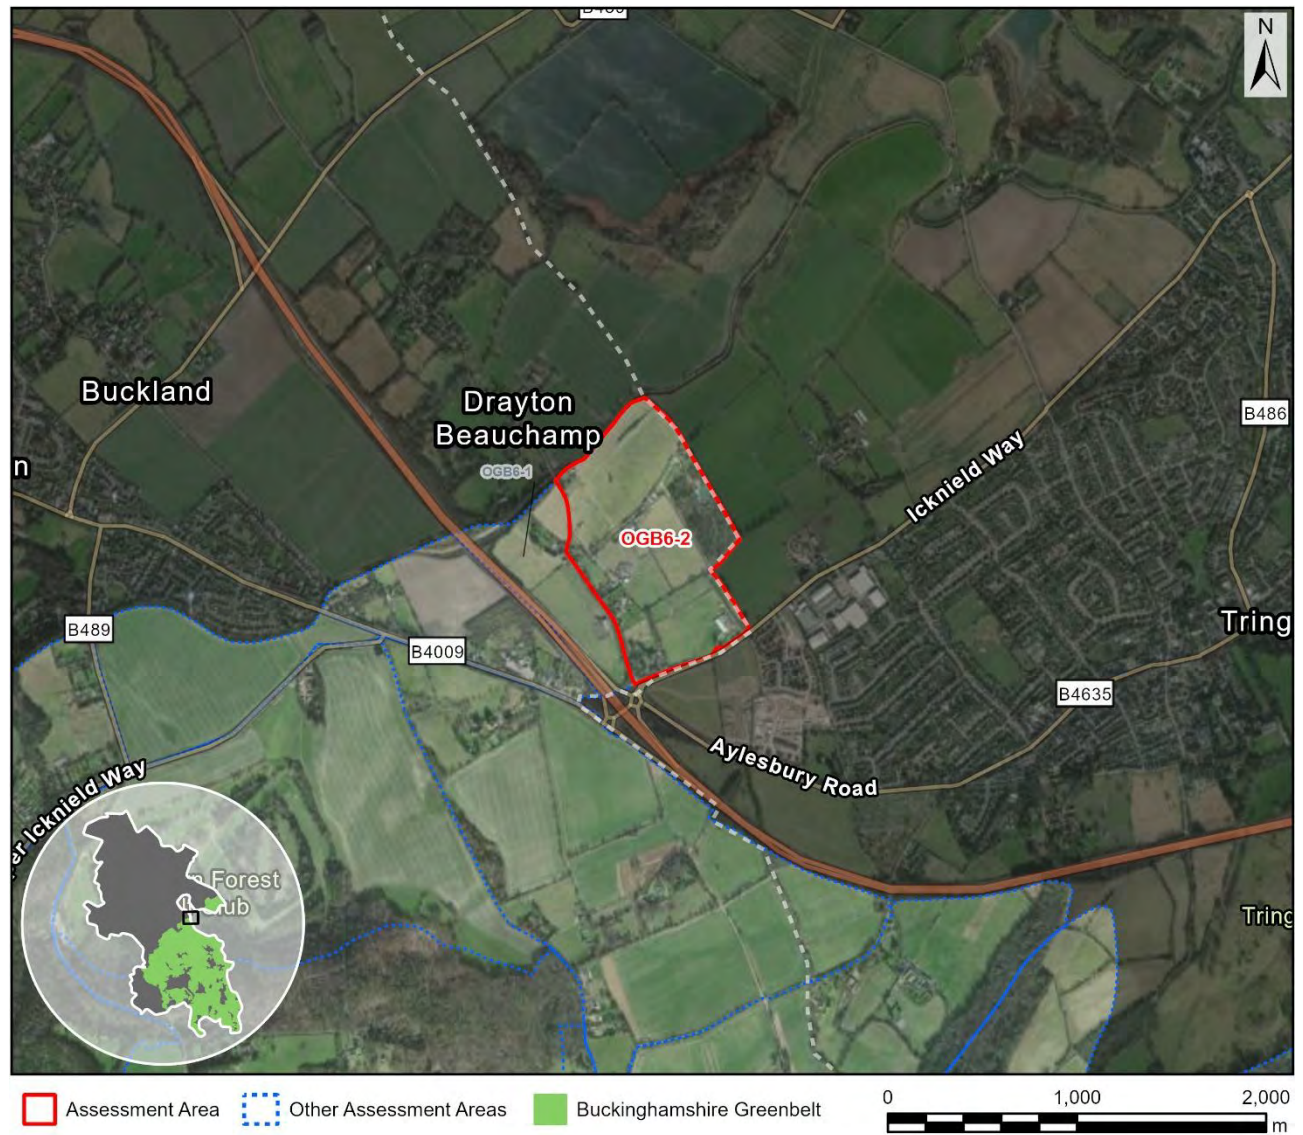 N
Buckland
Drayton
Beauchamp
OGB6-1
B486
n
Icknield Way
OGB6-2
Tring
B489
B4009
B4635
Aylesbury Road
er Icknield Way
n Forest
ub
Tring
Assessment Area
Other Assessment Areas
Buckinghamshire Greenbelt
0 1,000 2,000
m